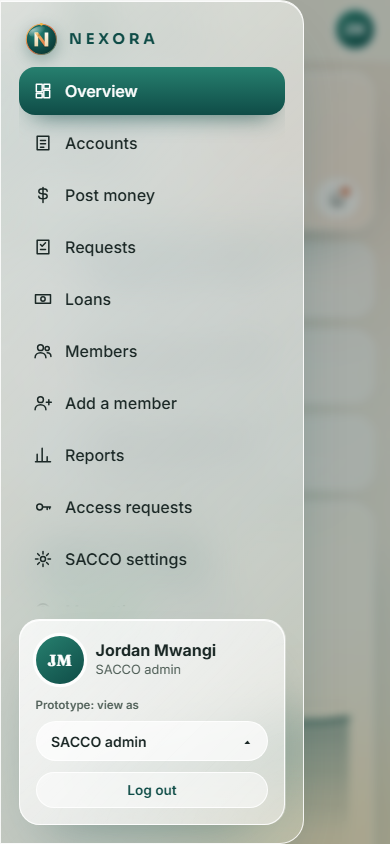 N NEXORA
Overview
Accounts
Post money
Requests
Loans
Members
Add a member
Reports
Access requests
SACCO settings
JM
Jordan Mwangi
SACCO admin
Prototype: view as
SACCO admin
Log out